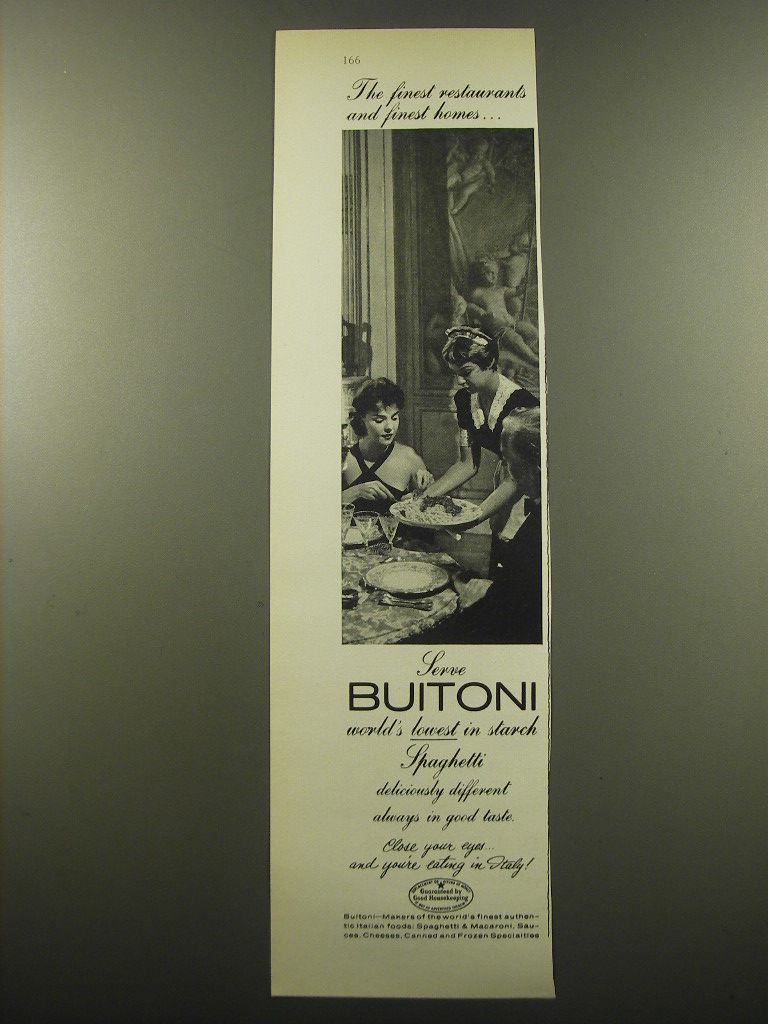 166
The finest restaurants
and finest homes...
Serve
BUITONI
world's lowest in starch
Spaghetti
deliciously different
always in good taste.
Close your eyes...
and you're eating in Italy!
Guaranteed by
Good Housekeeping
Buitoni—Makers of the world's finest authen-
tic Italian foods: Spaghetti & Macaroni, Sau-
ces, Cheeses, Canned and Frozen Specialties